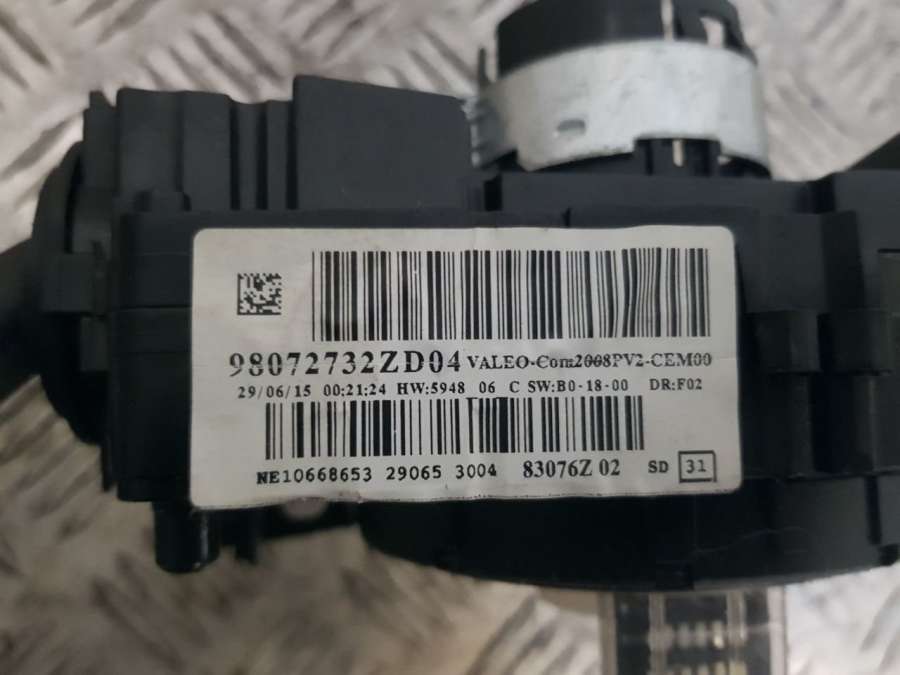 98072732ZD04 VALEO-Com2008PV2-CEM00
29/06/15 00:21:24 HW:5948 06 C SW:B0-18-00 DR:F02
NE10668653 29065 3004 83076Z 02 SD 31